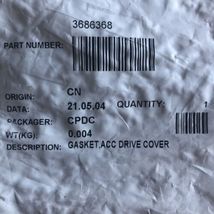 3686368
PART NUMBER:
ORIGIN: CN
DATA: 21.05.04 QUANTITY: 1
PACKAGER: CPDC
WT(KG): 0.004
DESCRIPTION: GASKET,ACC DRIVE COVER